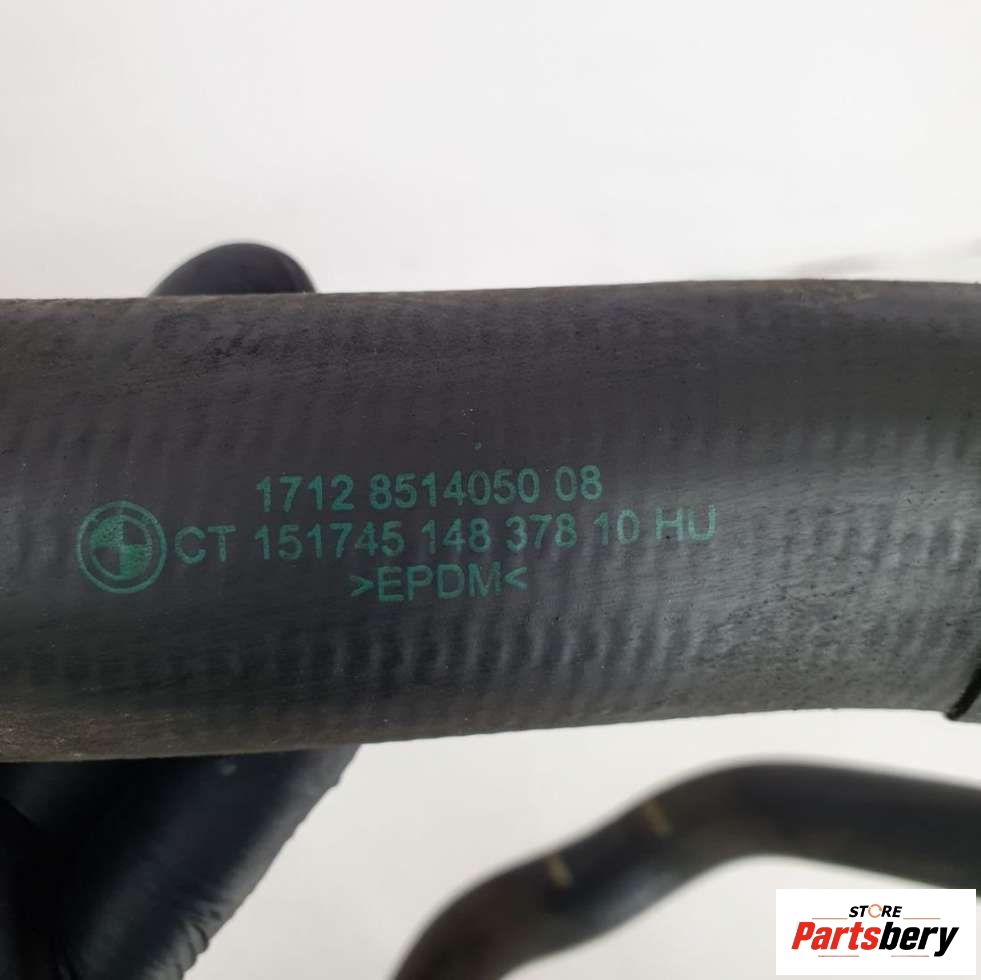 1712 8514050 08
CT 151745 148 378 10 HU
>EPDM<
STORE
Partsbery